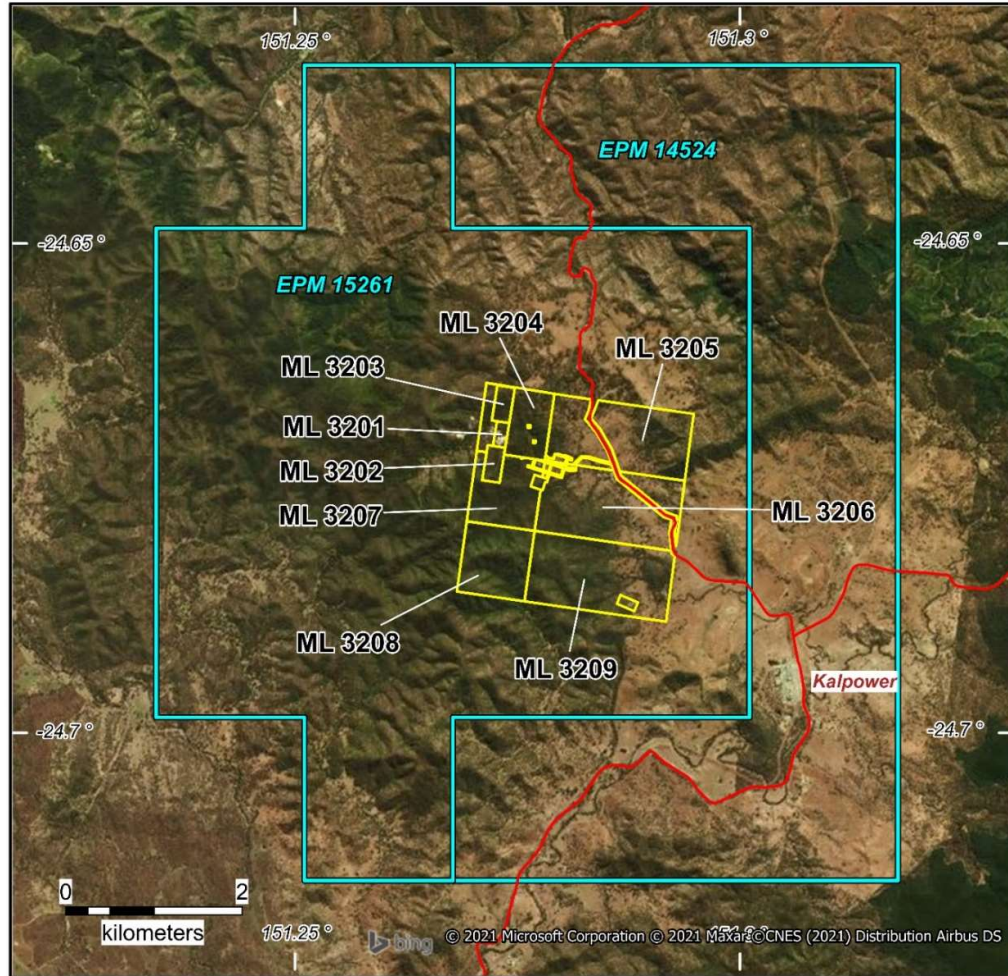 151.25 °
151.3 °
EPM 14524
-24.65 °
-24.65 °
EPM 15261
ML 3204
ML 3205
ML 3203
ML 3201
ML 3202
ML 3207
ML 3206
ML 3208
ML 3209
Kalpower
-24.7 °
-24.7 °
0 2
kilometers
151.25 °
bing
© 2021 Microsoft Corporation © 2021 Maxar ©CNES (2021) Distribution Airbus DS